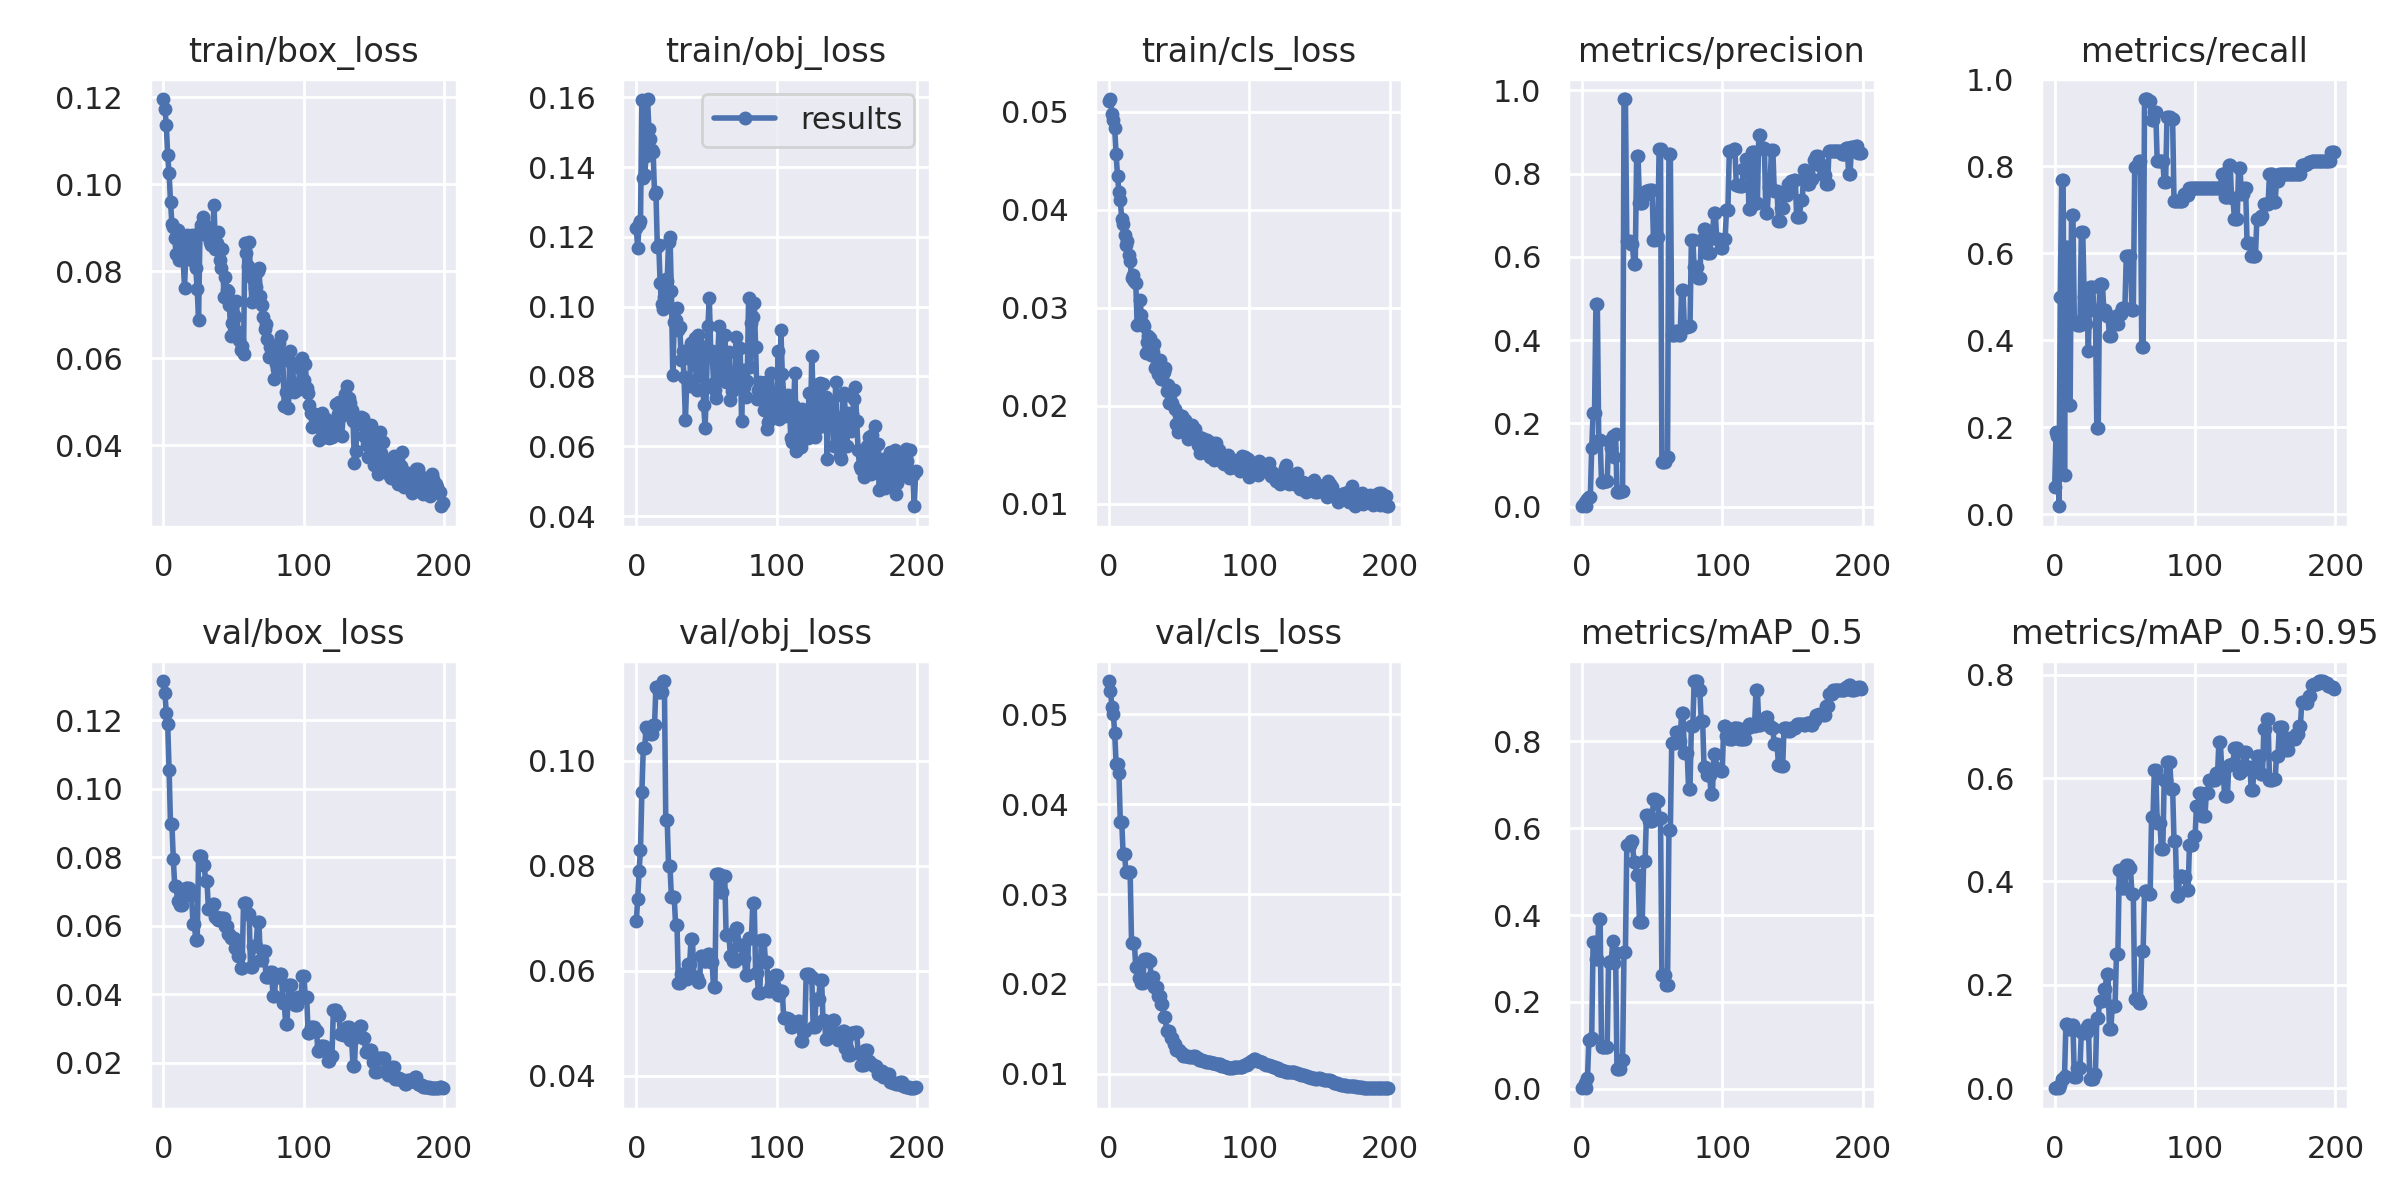 train/box_loss
train/obj_loss
train/cls_loss
metrics/precision
metrics/recall
0.12
0.10
0.08
0.06
0.04
0 100 200
0.16
0.14
0.12
0.10
0.08
0.06
0.04
results
0 100 200
0.05
0.04
0.03
0.02
0.01
0 100 200
1.0
0.8
0.6
0.4
0.2
0.0
0 100 200
1.0
0.8
0.6
0.4
0.2
0.0
0 100 200
val/box_loss
val/obj_loss
val/cls_loss
metrics/mAP_0.5
metrics/mAP_0.5:0.95
0.12
0.10
0.08
0.06
0.04
0.02
0 100 200
0.10
0.08
0.06
0.04
0 100 200
0.05
0.04
0.03
0.02
0.01
0 100 200
0.8
0.6
0.4
0.2
0.0
0 100 200
0.8
0.6
0.4
0.2
0.0
0 100 200